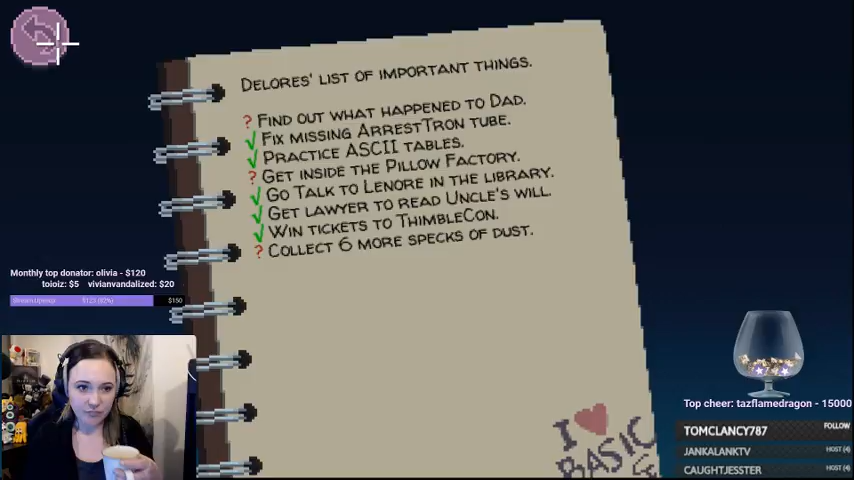 DELORES' LIST OF IMPORTANT THINGS.
? FIND OUT WHAT HAPPENED TO DAD.
✓ FIX MISSING ARRESTTRON TUBE.
✓ PRACTICE ASCII TABLES.
? GET INSIDE THE PILLOW FACTORY.
✓ GO TALK TO LENORE IN THE LIBRARY.
✓ GET LAWYER TO READ UNCLE'S WILL.
✓ WIN TICKETS TO THIMBLECON.
? COLLECT 6 MORE SPECKS OF DUST.
Monthly top donator: olivia - $120
toioiz: $5 vivianvandalized: $20
$150
I ❤ BASIC
Top cheer: tazflamedragon - 15000
TOMCLANCY787 FOLLOW
JANKALANKTV HOST (4)
CAUGHTJESSTER HOST (4)